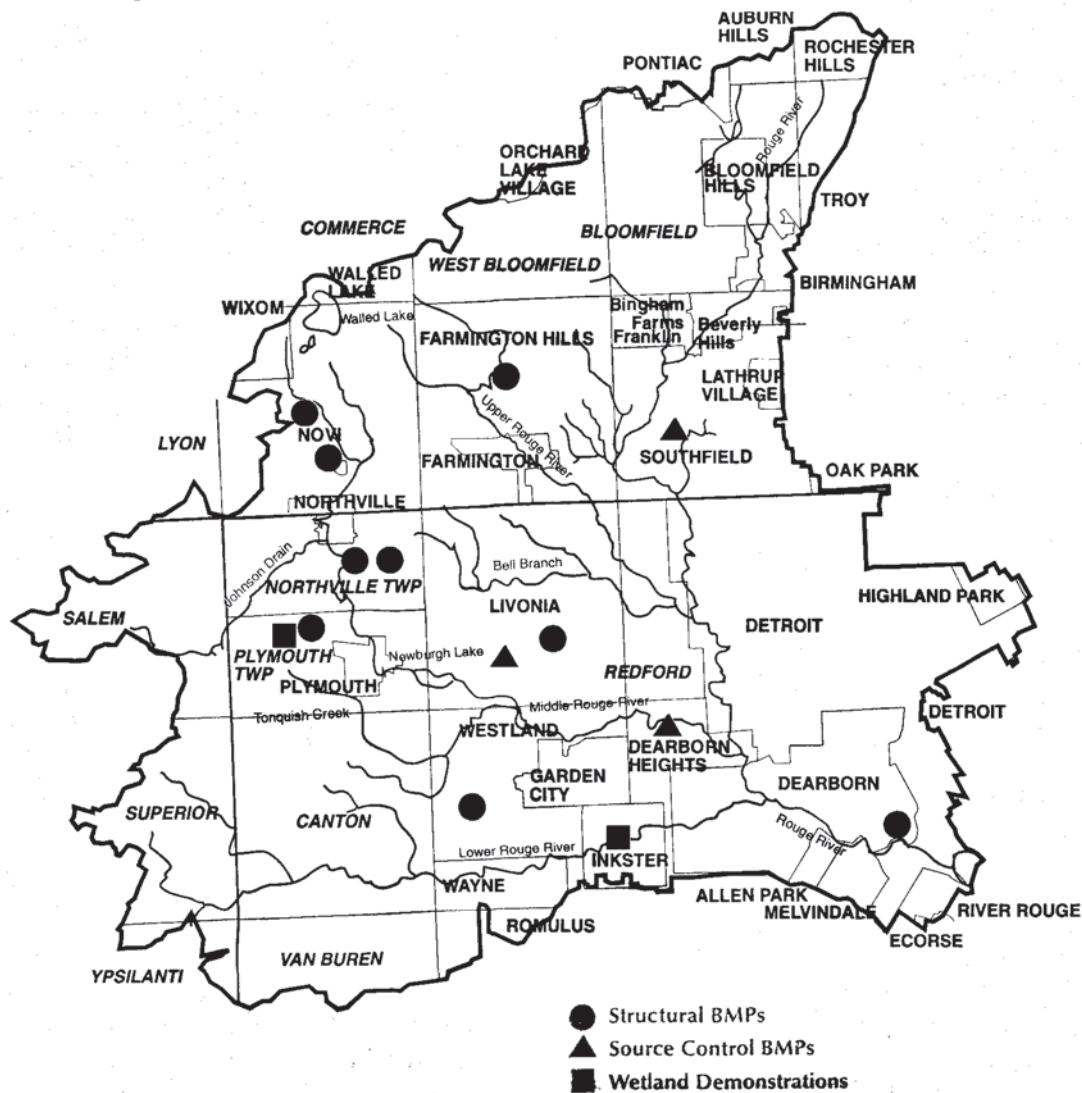 AUBURN
HILLS
ROCHESTER
HILLS
PONTIAC
Rouge River
ORCHARD
LAKE
VILLAGE
BLOOMFIELD
HILLS
TROY
COMMERCE
BLOOMFIELD
WEST BLOOMFIELD
WALLED
LAKE
BIRMINGHAM
WIXOM
Walled Lake
Bingham
Farms
Franklin
Beverly
Hills
FARMINGTON HILLS
LATHRUP
VILLAGE
Upper Rouge River
LYON
NOVI
FARMINGTON
SOUTHFIELD
OAK PARK
NORTHVILLE
Johnson Drain
NORTHVILLE TWP
Bell Branch
HIGHLAND PARK
SALEM
LIVONIA
DETROIT
PLYMOUTH
TWP
Newburgh Lake
REDFORD
PLYMOUTH
Tonquish Creek
Middle Rouge River
DETROIT
WESTLAND
DEARBORN
HEIGHTS
GARDEN
CITY
DEARBORN
SUPERIOR
CANTON
Rouge River
Lower Rouge River
INKSTER
WAYNE
ALLEN PARK
MELVINDALE
RIVER ROUGE
ROMULUS
ECORSE
VAN BUREN
YPSILANTI
Structural BMPs
Source Control BMPs
Wetland Demonstrations